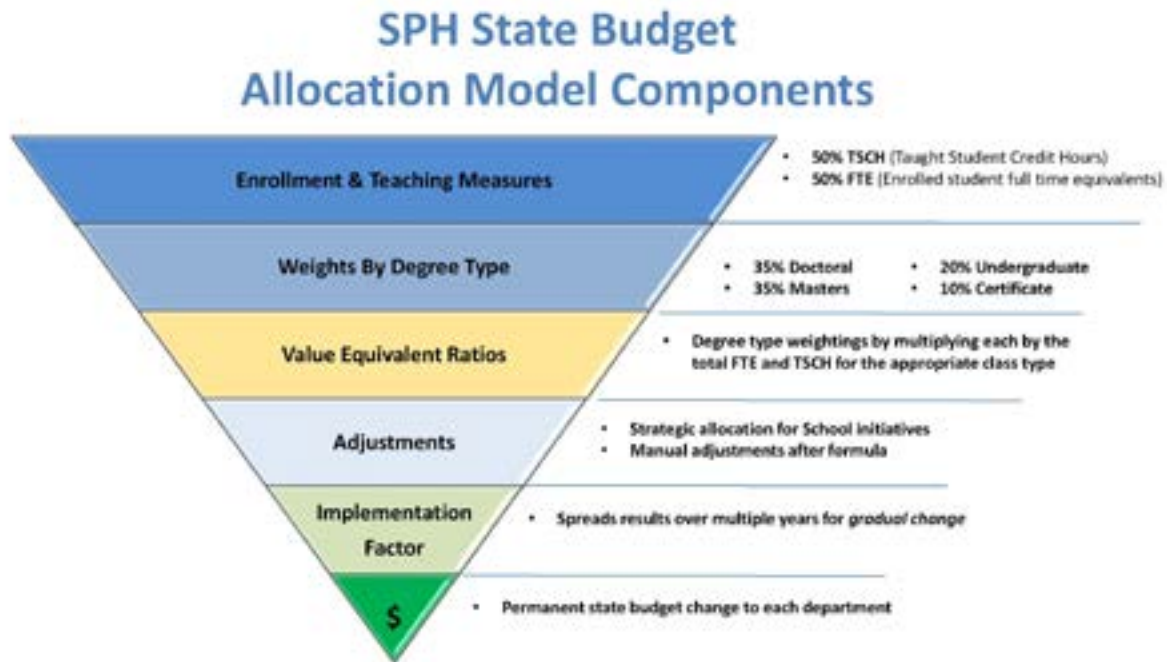 SPH State Budget
Allocation Model Components
Enrollment & Teaching Measures
• 50% TSCH (Taught Student Credit Hours)
• 50% FTE (Enrolled student full time equivalents)
Weights By Degree Type
• 35% Doctoral
• 35% Masters
• 20% Undergraduate
• 10% Certificate
Value Equivalent Ratios
• Degree type weightings by multiplying each by the
total FTE and TSCH for the appropriate class type
Adjustments
• Strategic allocation for School initiatives
• Manual adjustments after formula
Implementation
Factor
• Spreads results over multiple years for gradual change
$
• Permanent state budget change to each department